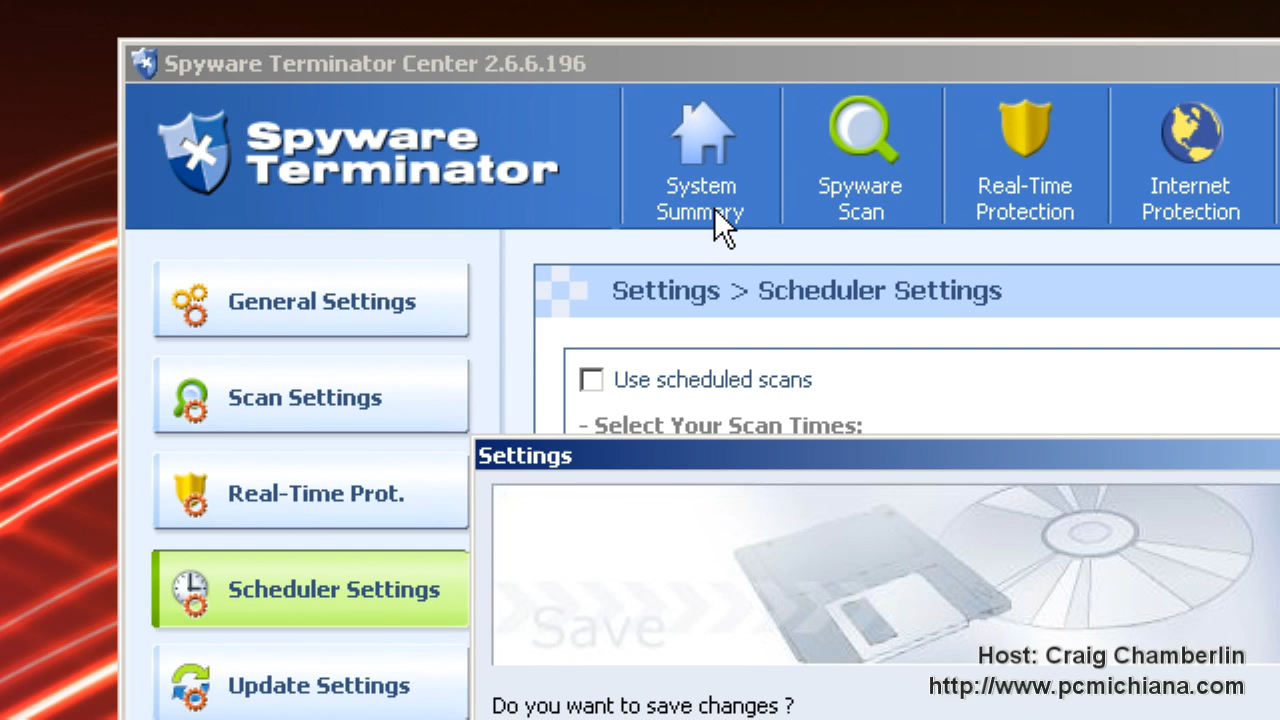 Spyware Terminator Center 2.6.6.196
Spyware
Terminator
System
Summary
Spyware
Scan
Real-Time
Protection
Internet
Protection
General Settings
Scan Settings
Real-Time Prot.
Scheduler Settings
Update Settings
Settings > Scheduler Settings
Use scheduled scans
- Select Your Scan Times:
Settings
Save
Do you want to save changes ?
Host: Craig Chamberlin
http://www.pcmichiana.com